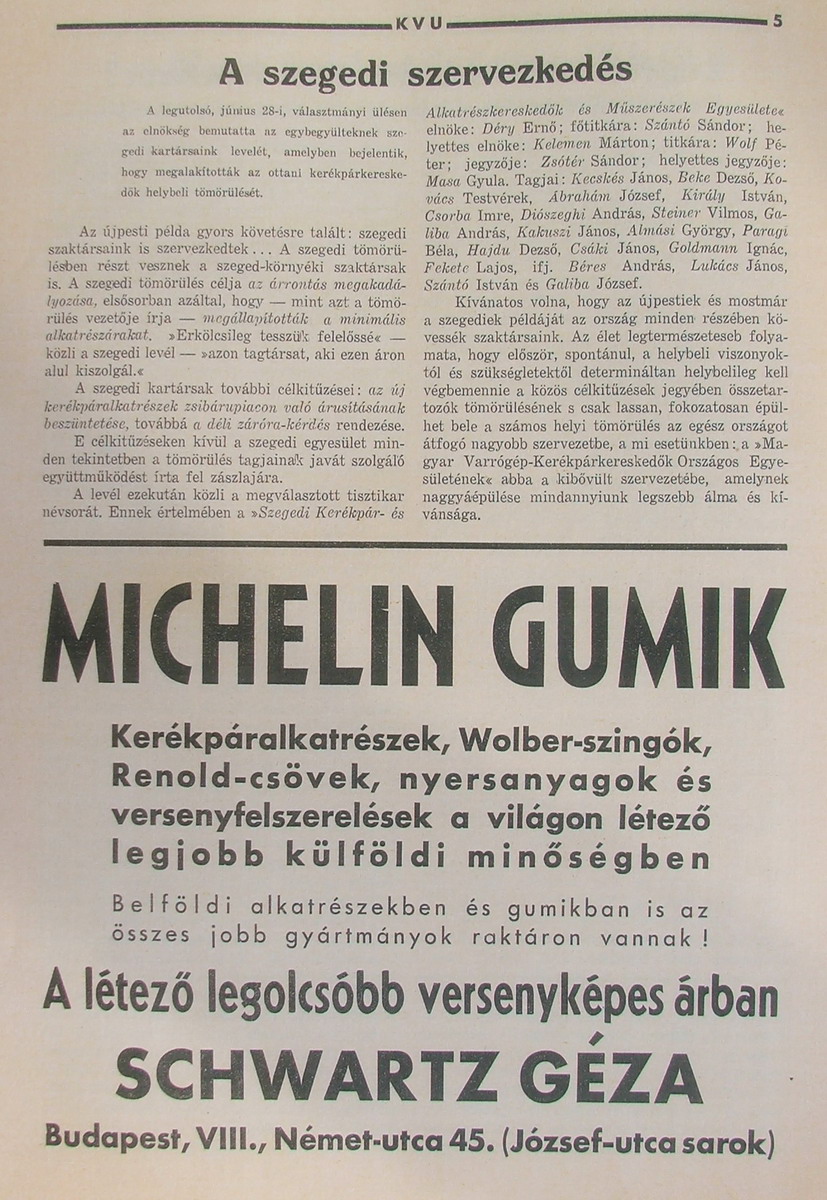 KVU 5
A szegedi szervezkedés
A legutolsó, június 28-i, választmányi ülésen
az elnökség bemutatta az egybegyülteknek sze-
gedi kartársaink levelét, amelyben bejelentik,
hogy megalakították az ottani kerékpárkereske-
dők helybeli tömörülését.
Az újpesti példa gyors követésre talált: szegedi
szaktársaink is szervezkedtek... A szegedi tömörü-
lésben részt vesznek a szeged-környéki szaktársak
is. A szegedi tömörülés célja az árrontás megakadá-
lyozása, elsősorban azáltal, hogy — mint azt a tömö-
rülés vezetője írja — megállapították a minimális
alkatrészárakat. »Erkölcsileg tesszük felelőssé« —
közli a szegedi levél — »azon tagtársat, aki ezen áron
alul kiszolgál.«
A szegedi kartársak további célkitűzései: az új
kerékpáralkatrészek zsibárupiacon való árusításának
beszüntetése, továbbá a déli záróra-kérdés rendezése.
E célkitűzéseken kívül a szegedi egyesület min-
den tekintetben a tömörülés tagjainak javát szolgáló
együttműködést írta fel zászlajára.
A levél ezekután közli a megválasztott tisztikar
névsorát. Ennek értelmében a »Szegedi Kerékpár- és
Alkatrészkereskedők és Műszerészek Egyesülete«
elnöke: Déry Ernő; főtitkára: Szántó Sándor; he-
lyettes elnöke: Kelemen Márton; titkára: Wolf Pé-
ter; jegyzője: Zsótér Sándor; helyettes jegyzője:
Masa Gyula. Tagjai: Kecskés János, Beke Dezső, Ko-
vács Testvérek, Ábrahám József, Király István,
Csorba Imre, Diószeghi András, Steiner Vilmos, Ga-
liba András, Kakuszi János, Almási György, Paragi
Béla, Hajdu Dezső, Csáki János, Goldmann Ignác,
Fekete Lajos, ifj. Béres András, Lukács János,
Szántó István és Galiba József.
Kívánatos volna, hogy az újpestiek és mostmár
a szegediek példáját az ország minden részében kö-
vessék szaktársaink. Az élet legtermészeteseb folya-
mata, hogy először, spontánul, a helybeli viszonyok-
tól és szükségletektől determináltan helybelileg kell
végbemennie a közös célkitűzések jegyében összetar-
tozók tömörülésének s csak lassan, fokozatosan épül-
het bele a számos helyi tömörülés az egész országot
átfogó nagyobb szervezetbe, a mi esetünkben: a »Ma-
gyar Varrógép-Kerékpárkereskedők Országos Egye-
sületének« abba a kibővült szervezetébe, amelynek
naggyáépülése mindannyiunk legszebb álma és kí-
vánsága.
MICHELIN GUMIK
Kerékpáralkatrészek, Wolber-szingók,
Renold-csövek, nyersanyagok és
versenyfelszerelések a világon létező
legjobb külföldi minőségben
Belföldi alkatrészekben és gumikban is az
összes jobb gyártmányok raktáron vannak!
A létező legolcsóbb versenyképes árban
SCHWARTZ GÉZA
Budapest, VIII., Német-utca 45. (József-utca sarok)